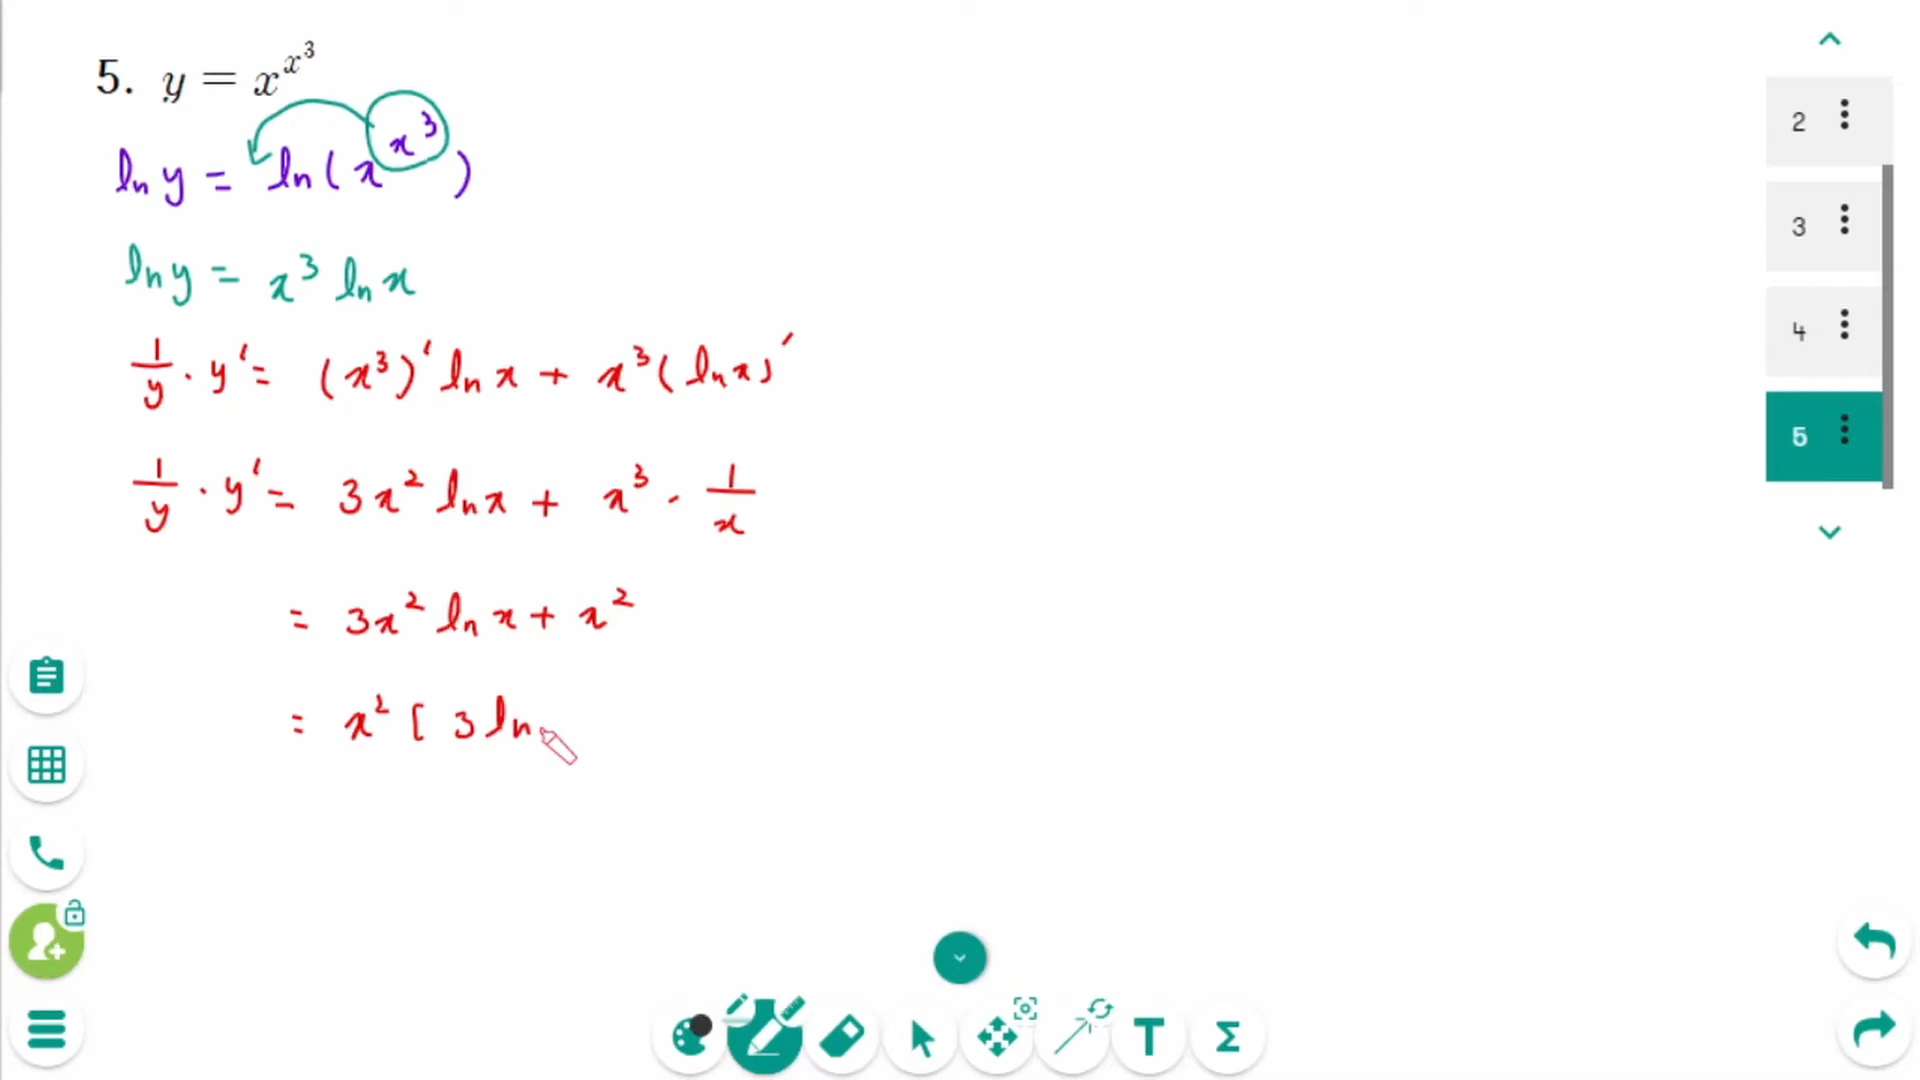 5. y = x^{x^3}
ln y = ln ( x^{x^3} )
ln y = x^3 ln x
1/y · y' = (x^3)' ln x + x^3 ( ln x )'
1/y · y' = 3x^2 ln x + x^3 · 1/x
= 3x^2 ln x + x^2
= x^2 [ 3 ln
2
3
4
5
T
Σ